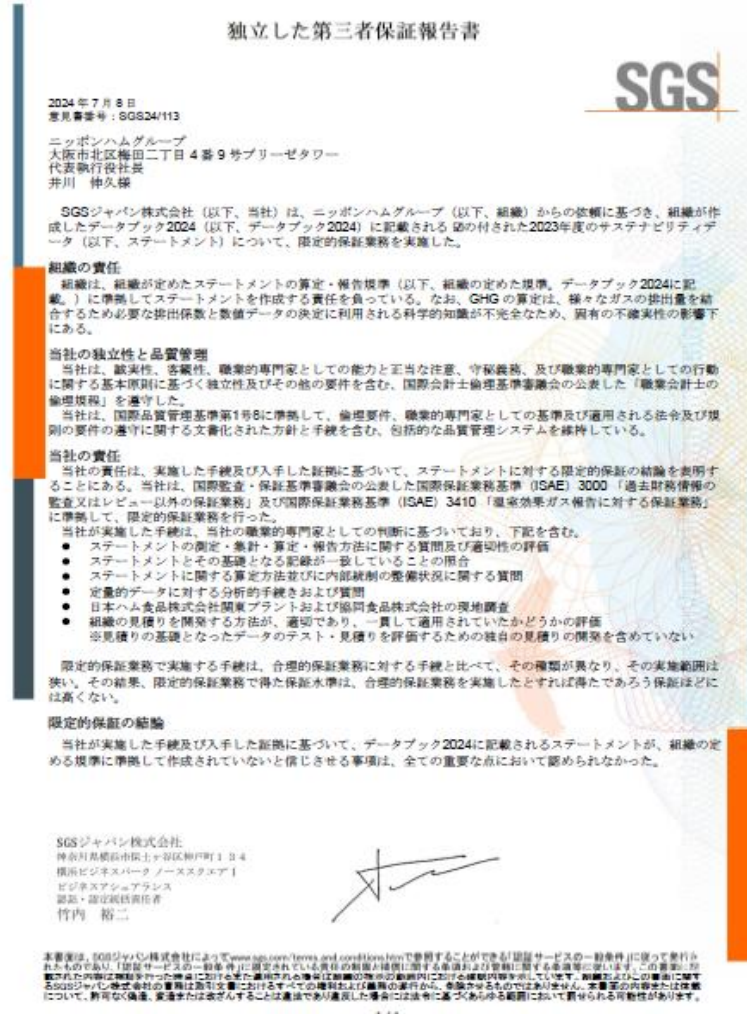 独立した第三者保証報告書
SGS
2024年7月8日
意見書番号：SGS24/113
ニッポンハムグループ
大阪市北区梅田二丁目4番9号ブリーゼタワー
代表執行役社長
井川　伸久様
SGSジャパン株式会社（以下、当社）は、ニッポンハムグループ（以下、組織）からの依頼に基づき、組織が作
成したデータブック2024（以下、データブック2024）に記載される☑の付された2023年度のサステナビリティデ
ータ（以下、ステートメント）について、限定的保証業務を実施した。
組織の責任
組織は、組織が定めたステートメントの算定・報告規準（以下、組織の定めた規準。データブック2024に記
載。）に準拠してステートメントを作成する責任を負っている。なお、GHG の算定は、様々なガスの排出量を結
合するため必要な排出係数と数値データの決定に利用される科学的知識が不完全なため、固有の不確実性の影響下
にある。
当社の独立性と品質管理
当社は、誠実性、客観性、職業的専門家としての能力と正当な注意、守秘義務、及び職業的専門家としての行動
に関する基本原則に基づく独立性及びその他の要件を含む、国際会計士倫理基準審議会の公表した「職業会計士の
倫理規程」を遵守した。
当社は、国際品質管理基準第1号6に準拠して、倫理要件、職業的専門家としての基準及び適用される法令及び規
則の要件の遵守に関する文書化された方針と手続を含む、包括的な品質管理システムを維持している。
当社の責任
当社の責任は、実施した手続及び入手した証拠に基づいて、ステートメントに対する限定的保証の結論を表明す
ることにある。当社は、国際監査・保証基準審議会の公表した国際保証業務基準（ISAE）3000「過去財務情報の
監査又はレビュー以外の保証業務」及び国際保証業務基準（ISAE）3410「温室効果ガス報告に対する保証業務」
に準拠して、限定的保証業務を行った。
当社が実施した手続は、当社の職業的専門家としての判断に基づいており、下記を含む。
● ステートメントの測定・集計・算定・報告方法に関する質問及び適切性の評価
● ステートメントとその基礎となる記録が一致していることの照合
● ステートメントに関する算定方法並びに内部統制の整備状況に関する質問
● 定量的データに対する分析的手続きおよび質問
● 日本ハム食品株式会社関東プラントおよび協同食品株式会社の現地調査
● 組織の見積りを開発する方法が、適切であり、一貫して適用されていたかどうかの評価
※見積りの基礎となったデータのテスト・見積りを評価するための独自の見積りの開発を含めていない
限定的保証業務で実施する手続は、合理的保証業務に対する手続と比べて、その種類が異なり、その実施範囲は
狭い。その結果、限定的保証業務で得た保証水準は、合理的保証業務を実施したとすれば得たであろう保証ほどに
は高くない。
限定的保証の結論
当社が実施した手続及び入手した証拠に基づいて、データブック2024に記載されるステートメントが、組織の定
める規準に準拠して作成されていないと信じさせる事項は、全ての重要な点において認められなかった。
SGSジャパン株式会社
神奈川県横浜市保土ヶ谷区神戸町１３４
横浜ビジネスパーク ノーススクエアⅠ
ビジネスアシュアランス
認証・認定統括責任者
竹内　裕二